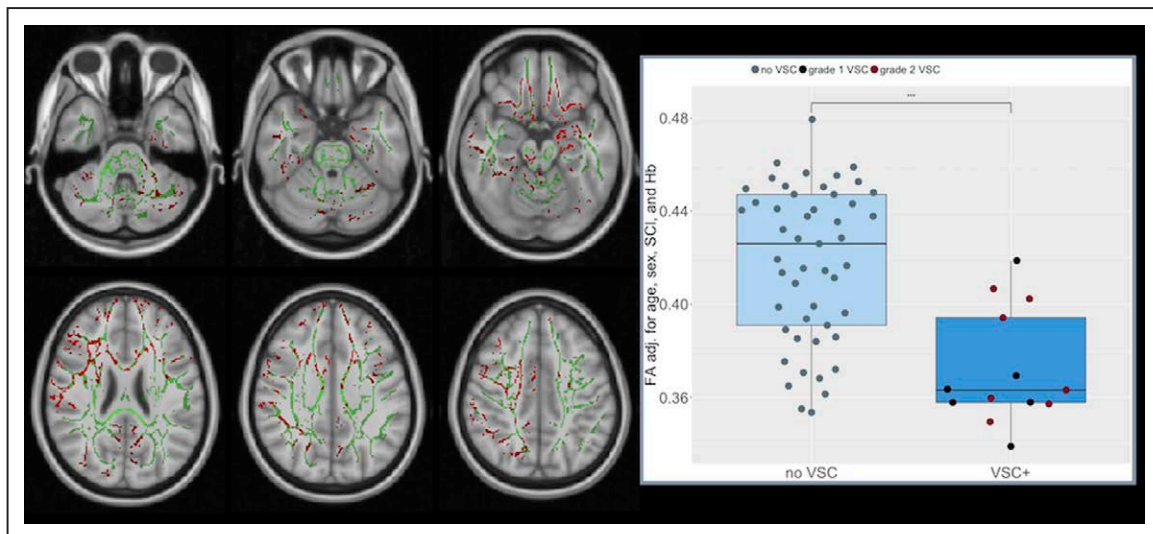 no VSC grade 1 VSC grade 2 VSC
***
FA adj. for age, sex, SCI, and Hb
0.48
0.44
0.40
0.36
no VSC VSC+